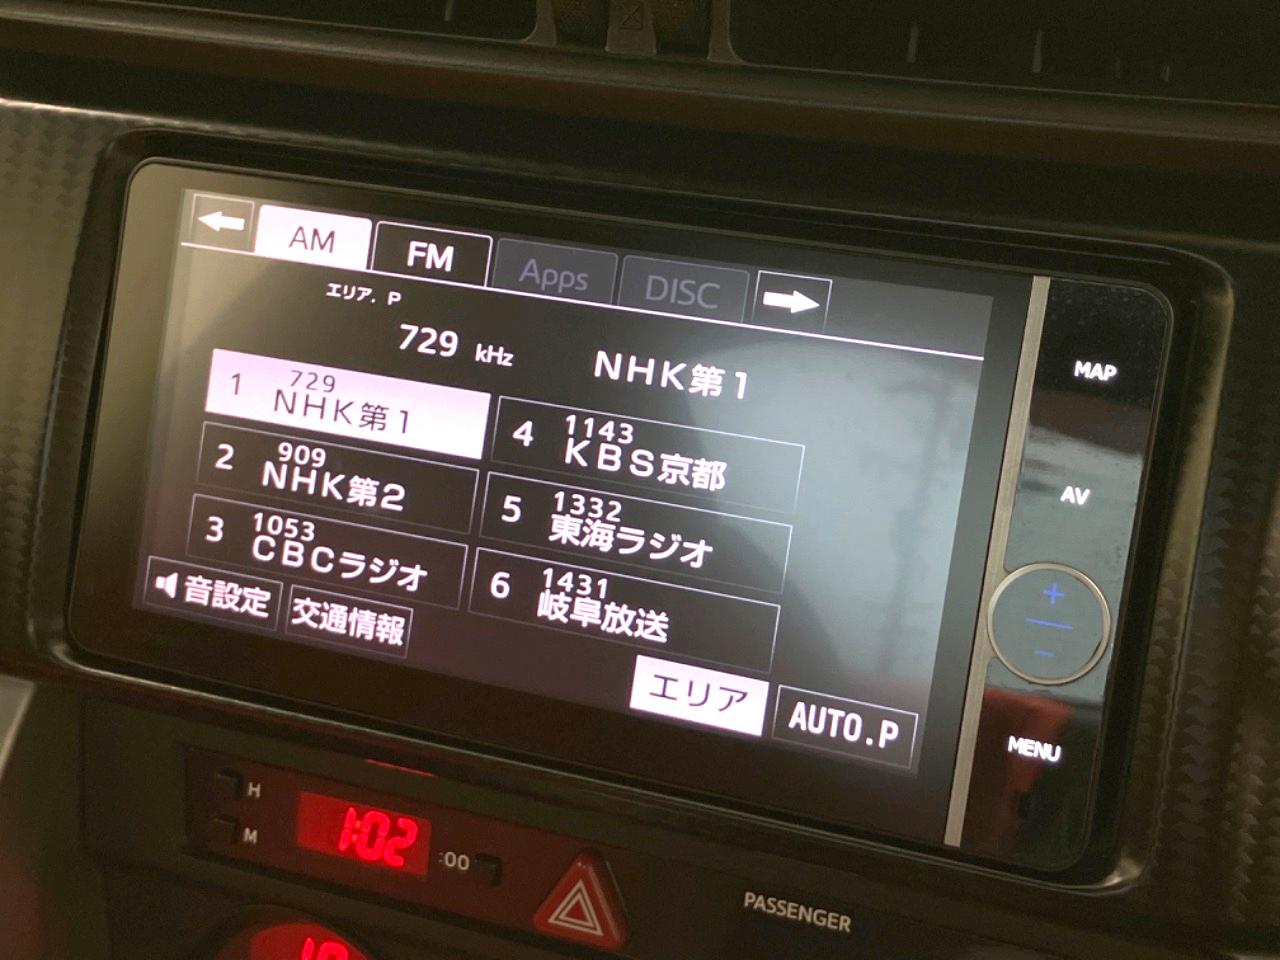 AM FM Apps DISC
エリア. P
729 kHz NHK第1
1 729 NHK第1
2 909 NHK第2
3 1053 CBCラジオ
4 1143 KBS京都
5 1332 東海ラジオ
6 1431 岐阜放送
音設定 交通情報
エリア AUTO.P
MAP
AV
+
-
MENU
H
M
1:02
:00
PASSENGER